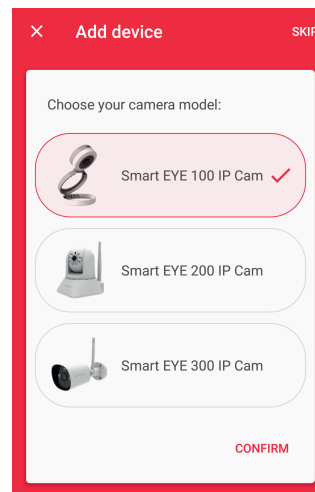 Add device
SKIP
Choose your camera model:
Smart EYE 100 IP Cam
Smart EYE 200 IP Cam
Smart EYE 300 IP Cam
CONFIRM